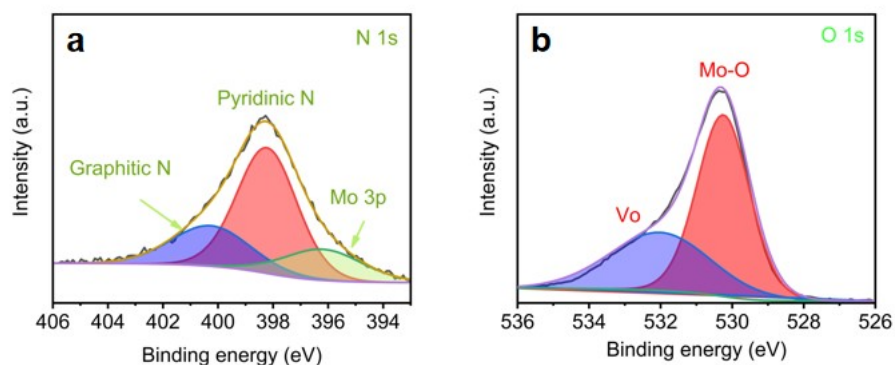 a
N 1s
Pyridinic N
Graphitic N
Mo 3p
Intensity (a.u.)
406 404 402 400 398 396 394
Binding energy (eV)
b
O 1s
Mo-O
Vo
Intensity (a.u.)
536 534 532 530 528 526
Binding energy (eV)